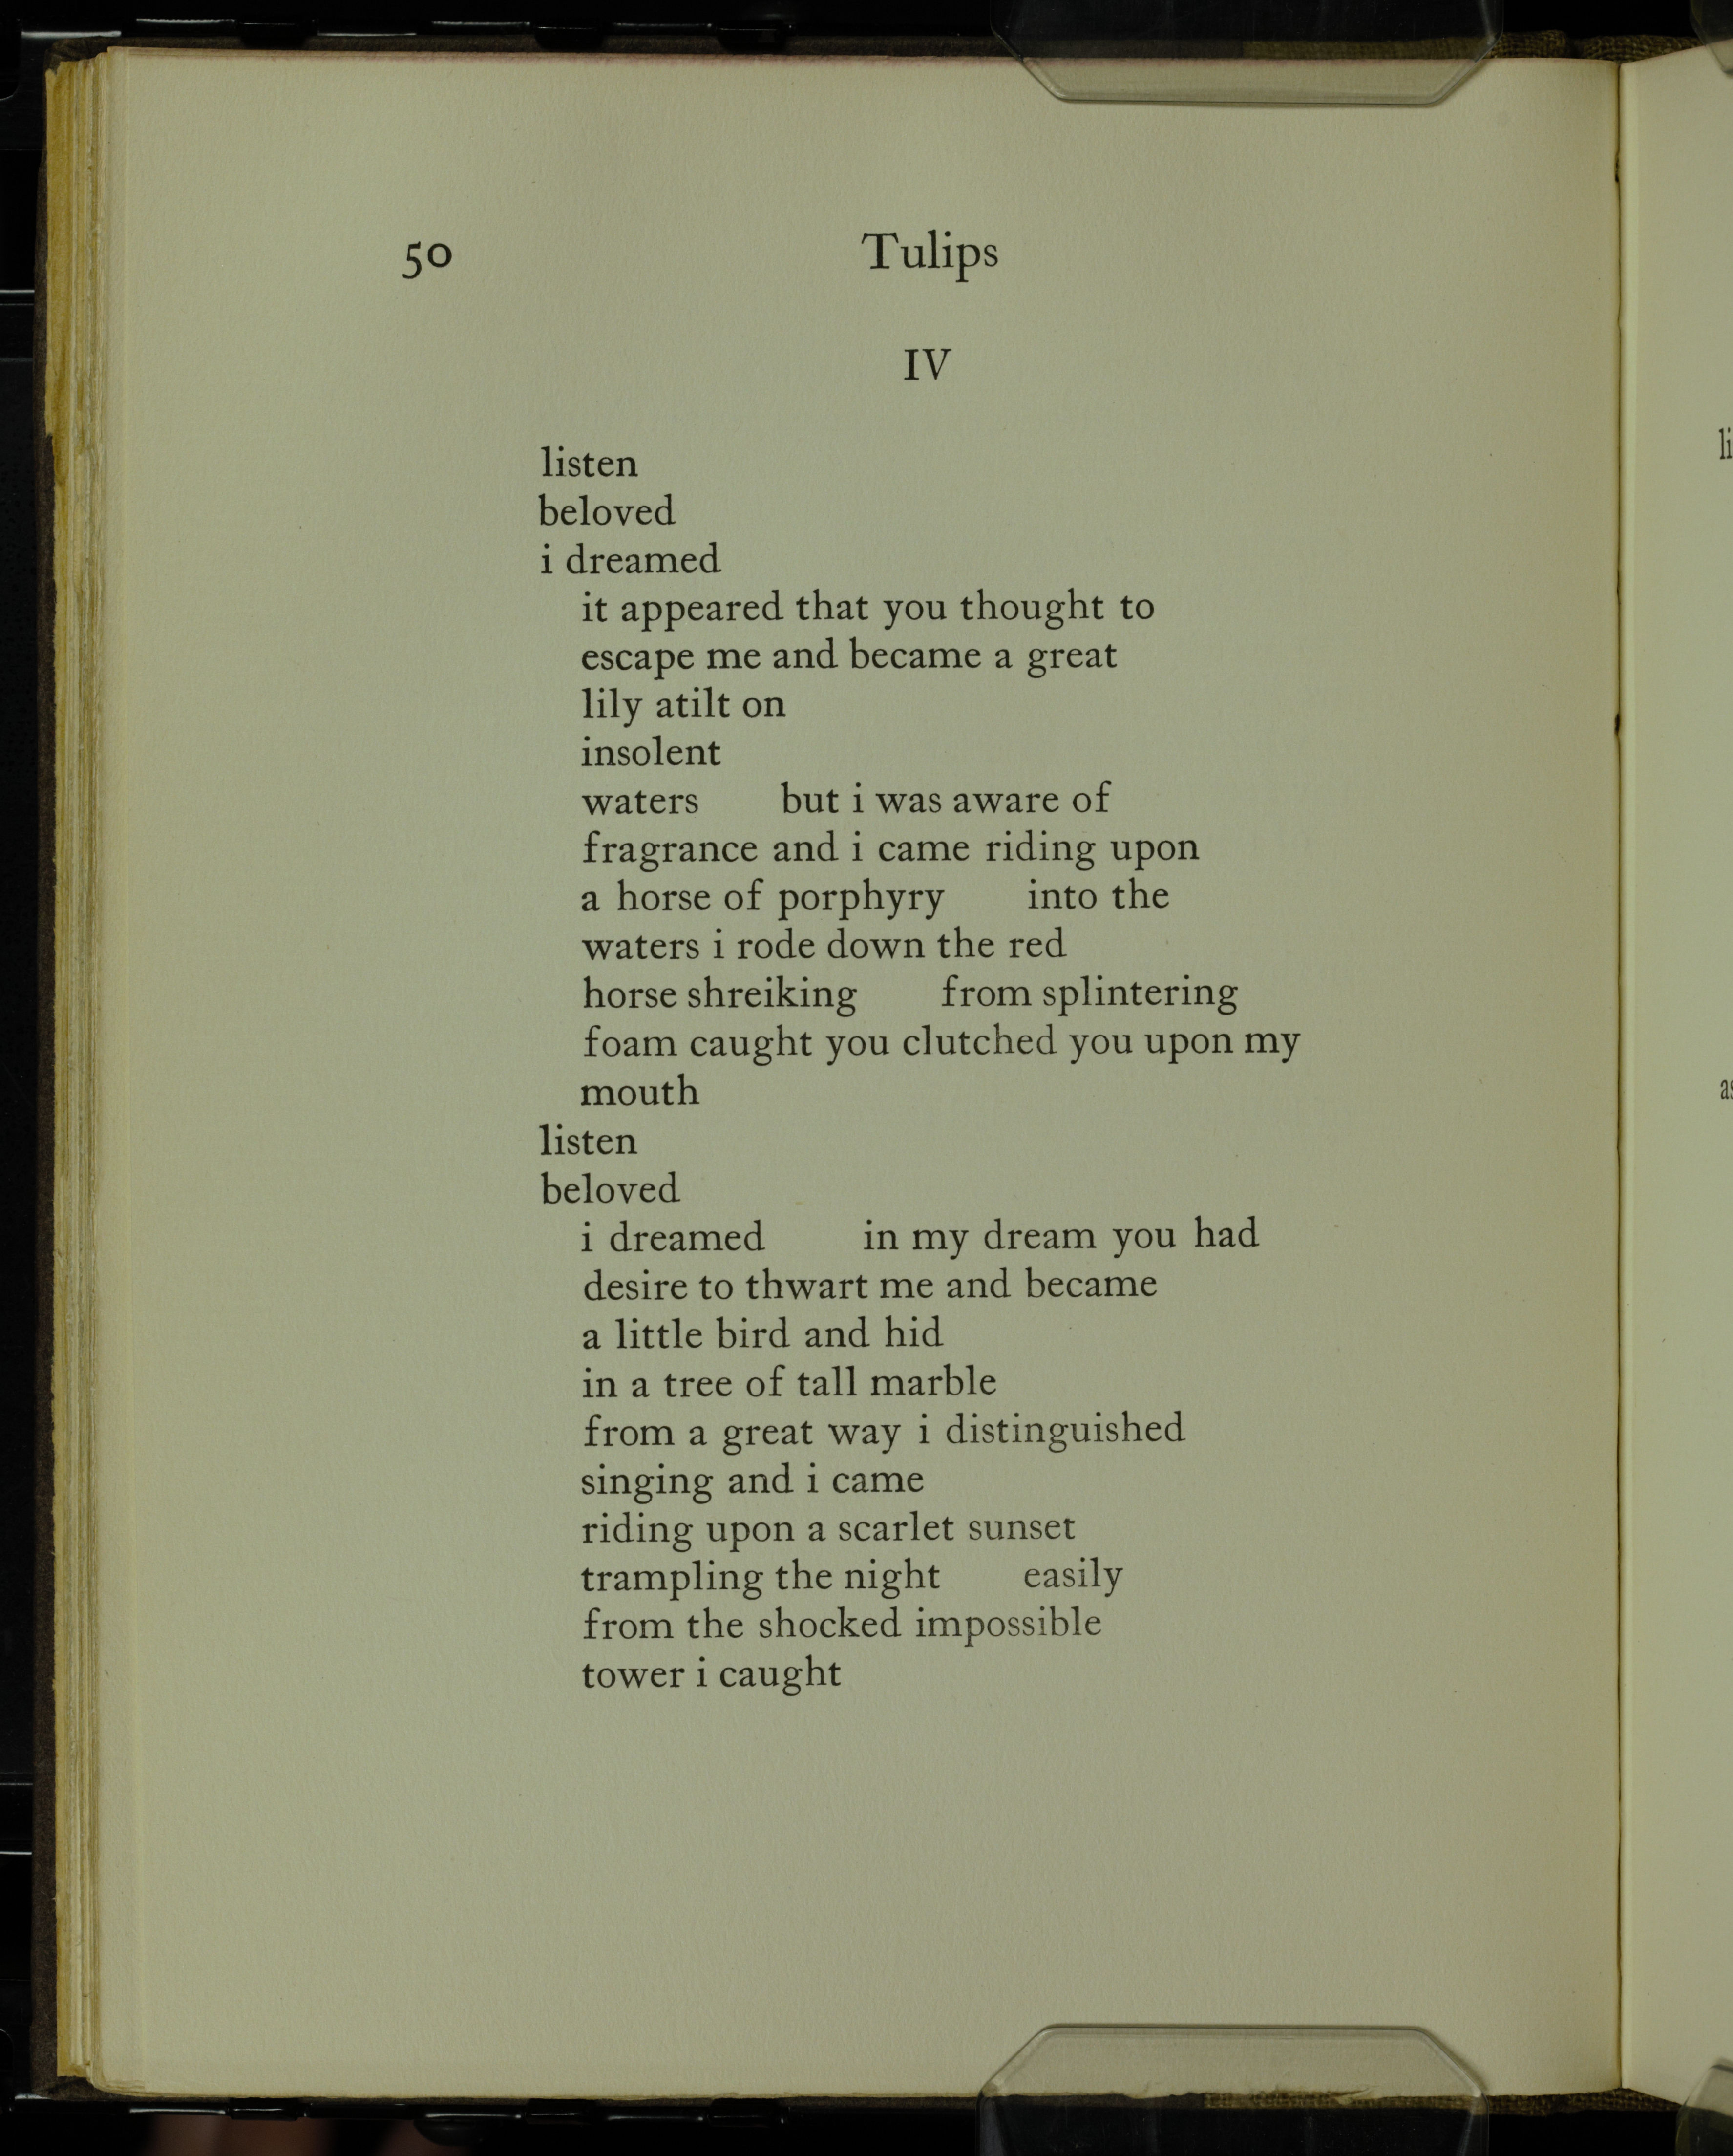 50 Tulips
IV
listen
beloved
i dreamed
it appeared that you thought to
escape me and became a great
lily atilt on
insolent
waters but i was aware of
fragrance and i came riding upon
a horse of porphyry into the
waters i rode down the red
horse shreiking from splintering
foam caught you clutched you upon my
mouth
listen
beloved
i dreamed in my dream you had
desire to thwart me and became
a little bird and hid
in a tree of tall marble
from a great way i distinguished
singing and i came
riding upon a scarlet sunset
trampling the night easily
from the shocked impossible
tower i caught